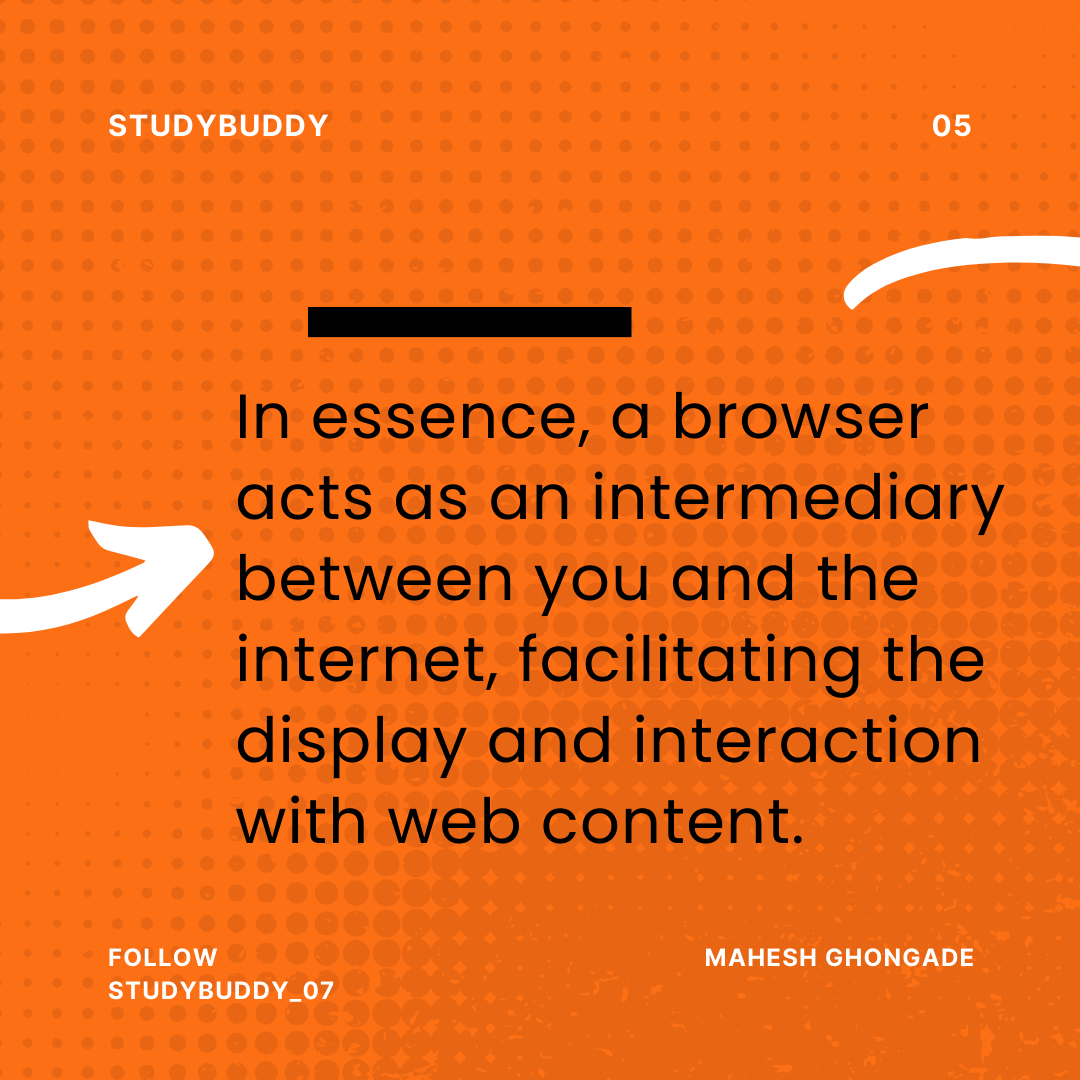 STUDYBUDDY
05
In essence, a browser
acts as an intermediary
between you and the
internet, facilitating the
display and interaction
with web content.
FOLLOW
STUDYBUDDY_07
MAHESH GHONGADE